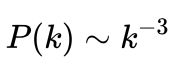 P(k) ∼ k⁻³